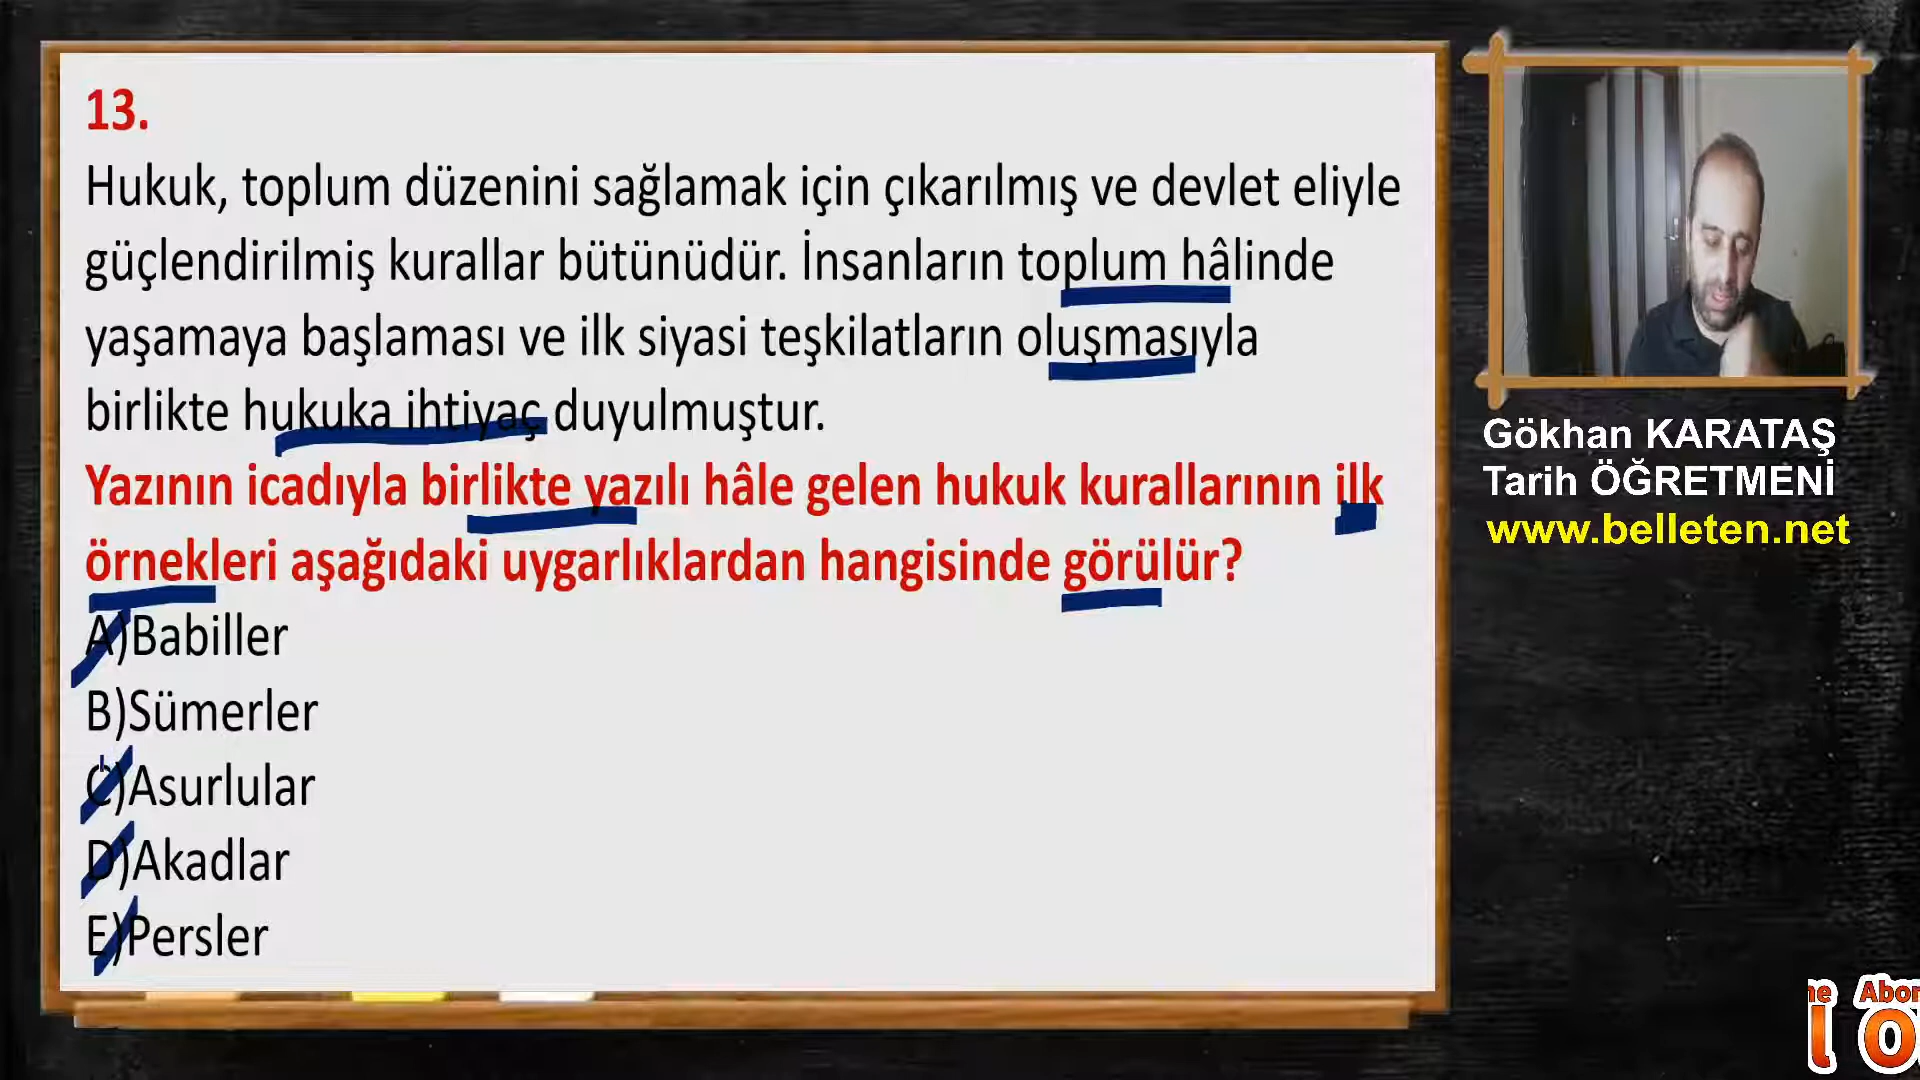 13.
Hukuk, toplum düzenini sağlamak için çıkarılmış ve devlet eliyle
güçlendirilmiş kurallar bütünüdür. İnsanların toplum hâlinde
yaşamaya başlaması ve ilk siyasi teşkilatların oluşmasıyla
birlikte hukuka ihtiyaç duyulmuştur.
Yazının icadıyla birlikte yazılı hâle gelen hukuk kurallarının ilk
örnekleri aşağıdaki uygarlıklardan hangisinde görülür?
A)Babiller
B)Sümerler
C)Asurlular
D)Akadlar
E)Persler
Gökhan KARATAŞ
Tarih ÖĞRETMENİ
www.belleten.net